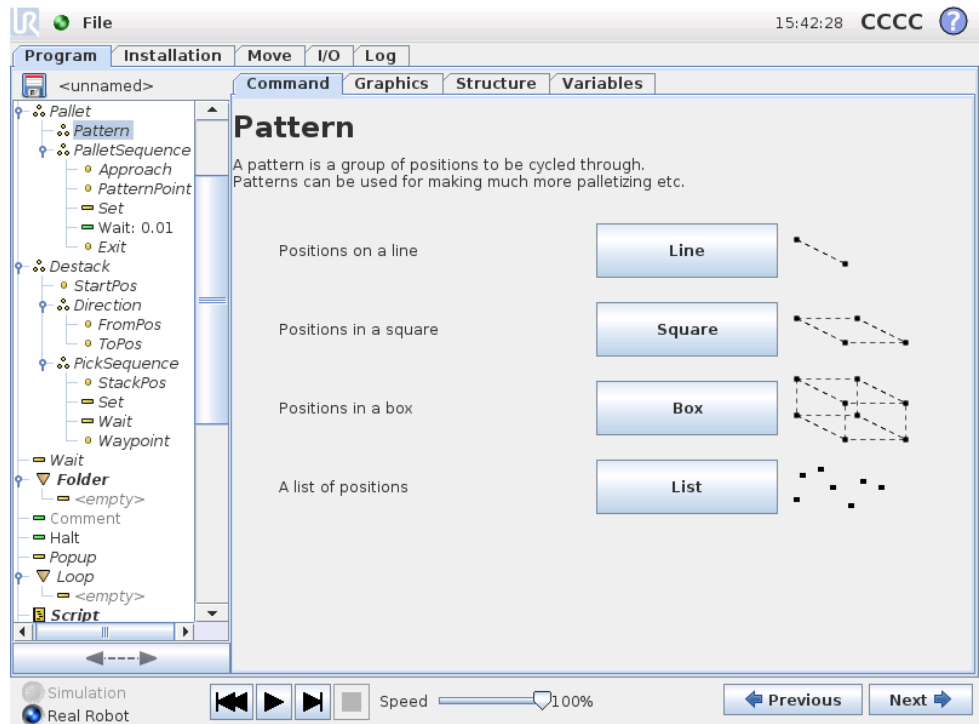 UR File 15:42:28 CCCC ?
Program Installation Move I/O Log
<unnamed>
Command Graphics Structure Variables
Pallet
Pattern
PalletSequence
Approach
PatternPoint
Set
Wait: 0.01
Exit
Destack
StartPos
Direction
FromPos
ToPos
PickSequence
StackPos
Set
Wait
Waypoint
Wait
Folder
<empty>
Comment
Halt
Popup
Loop
<empty>
Script
Pattern
A pattern is a group of positions to be cycled through.
Patterns can be used for making much more palletizing etc.
Positions on a line Line
Positions in a square Square
Positions in a box Box
A list of positions List
Simulation
Real Robot
Speed 100%
Previous Next